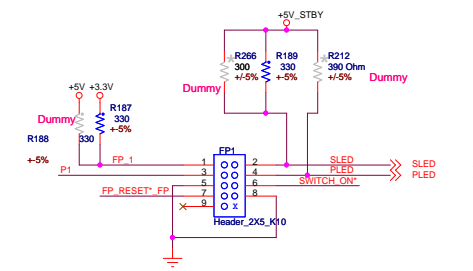 +5V_STBY
R266
300
+/-5%
R189
330
+-5%
R212
390 Ohm
+/-5%
Dummy
Dummy
+5V
+3.3V
Dummy
R187
330
+-5%
R188
330
+-5%
FP_1
P1
FP_RESET*_FP
FP1
1
2
3
4
5
6
7
8
9
X
SLED
PLED
SWITCH_ON*
SLED
PLED
Header_2X5_K10